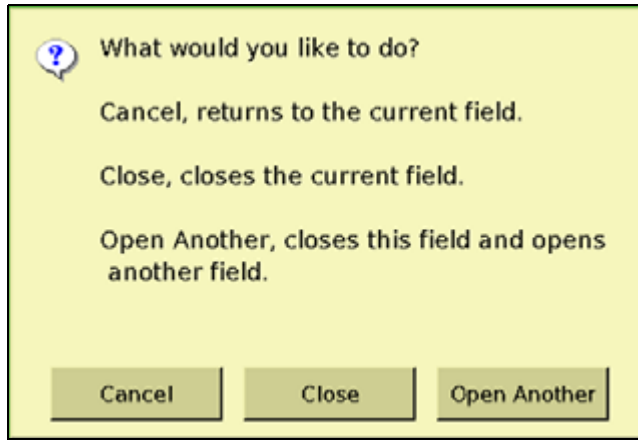 What would you like to do?
Cancel, returns to the current field.
Close, closes the current field.
Open Another, closes this field and opens
another field.
Cancel
Close
Open Another